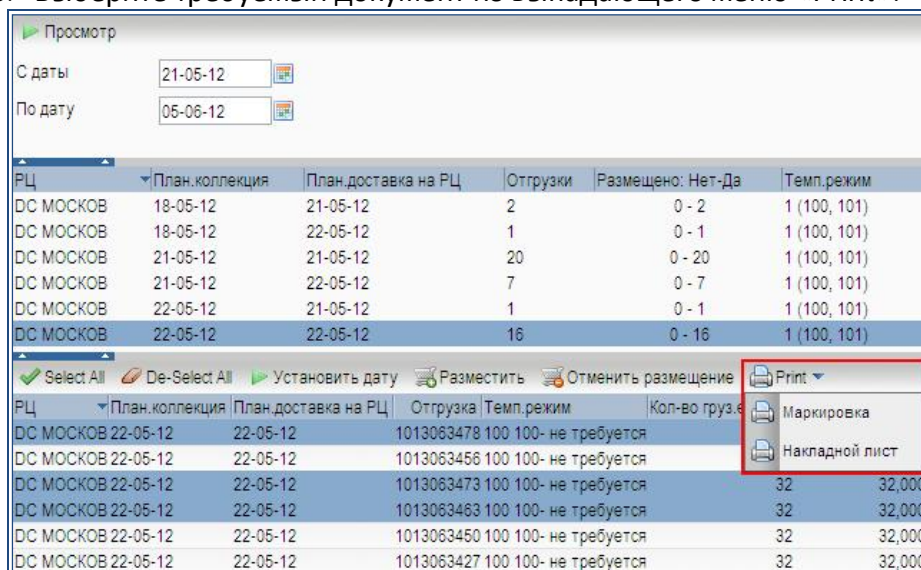 Выберите требуемый документ из выпадающего меню «Print».
Просмотр
С даты 21-05-12
По дату 05-06-12
РЦ План.коллекция План.доставка на РЦ Отгрузки Размещено: Нет-Да Темп.режим
DC МОСКОВ 18-05-12 21-05-12 2 0 - 2 1 (100, 101)
DC МОСКОВ 18-05-12 22-05-12 1 0 - 1 1 (100, 101)
DC МОСКОВ 21-05-12 21-05-12 20 0 - 20 1 (100, 101)
DC МОСКОВ 21-05-12 22-05-12 7 0 - 7 1 (100, 101)
DC МОСКОВ 22-05-12 21-05-12 1 0 - 1 1 (100, 101)
DC МОСКОВ 22-05-12 22-05-12 16 0 - 16 1 (100, 101)
Select All De-Select All Установить дату Разместить Отменить размещение Print
РЦ План.коллекция План.доставка на РЦ Отгрузка Темп.режим Кол-во груз.е
Маркировка
Накладной лист
DC МОСКОВ 22-05-12 22-05-12 1013063478 100 100- не требуется
DC МОСКОВ 22-05-12 22-05-12 1013063456 100 100- не требуется
DC МОСКОВ 22-05-12 22-05-12 1013063473 100 100- не требуется 32 32,000
DC МОСКОВ 22-05-12 22-05-12 1013063463 100 100- не требуется 32 32,000
DC МОСКОВ 22-05-12 22-05-12 1013063450 100 100- не требуется 32 32,000
DC МОСКОВ 22-05-12 22-05-12 1013063427 100 100- не требуется 32 32,000